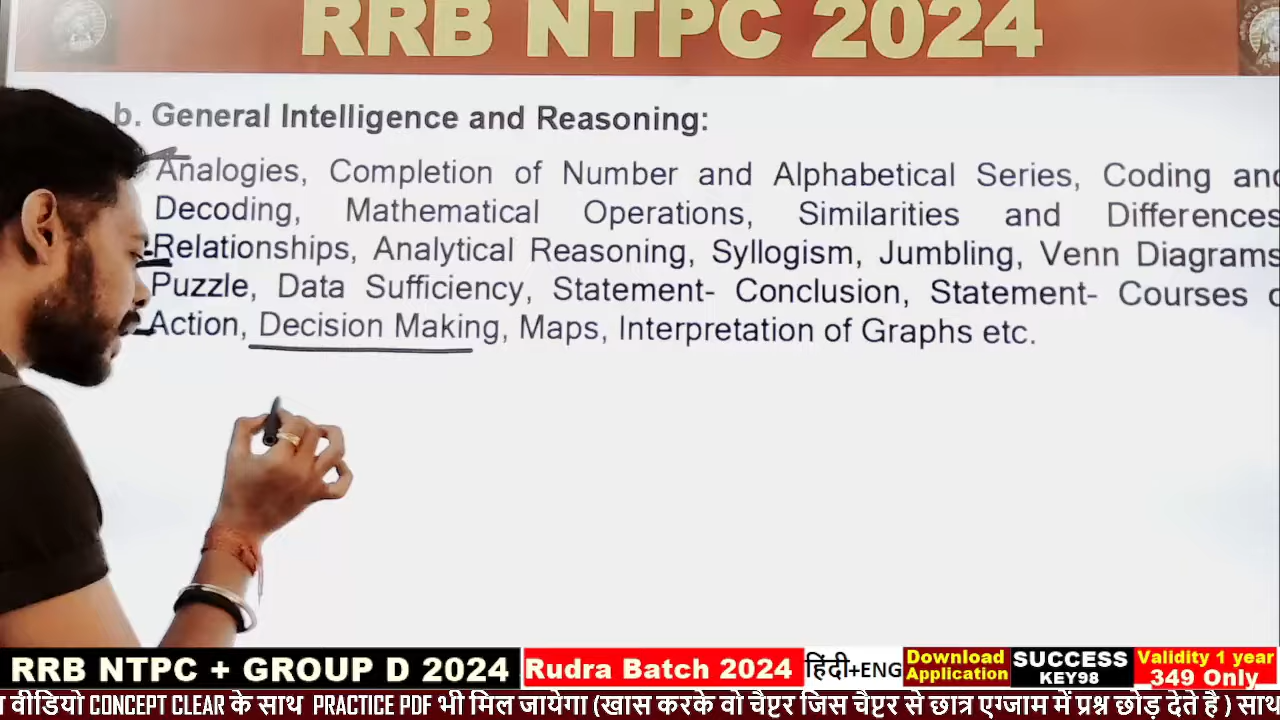 RRB NTPC 2024
b. General Intelligence and Reasoning:
Analogies, Completion of Number and Alphabetical Series, Coding and
Decoding, Mathematical Operations, Similarities and Differences
Relationships, Analytical Reasoning, Syllogism, Jumbling, Venn Diagrams
Puzzle, Data Sufficiency, Statement- Conclusion, Statement- Courses o
Action, Decision Making, Maps, Interpretation of Graphs etc.
RRB NTPC + GROUP D 2024
Rudra Batch 2024
हिंदी+ENG
Download
Application
SUCCESS
KEY98
Validity 1 year
349 Only
वीडियो CONCEPT CLEAR के साथ PRACTICE PDF भी मिल जायेगा (खास करके वो चैप्टर जिस चैप्टर से छात्र एग्जाम में प्रश्न छोड़ देते है ) साथ